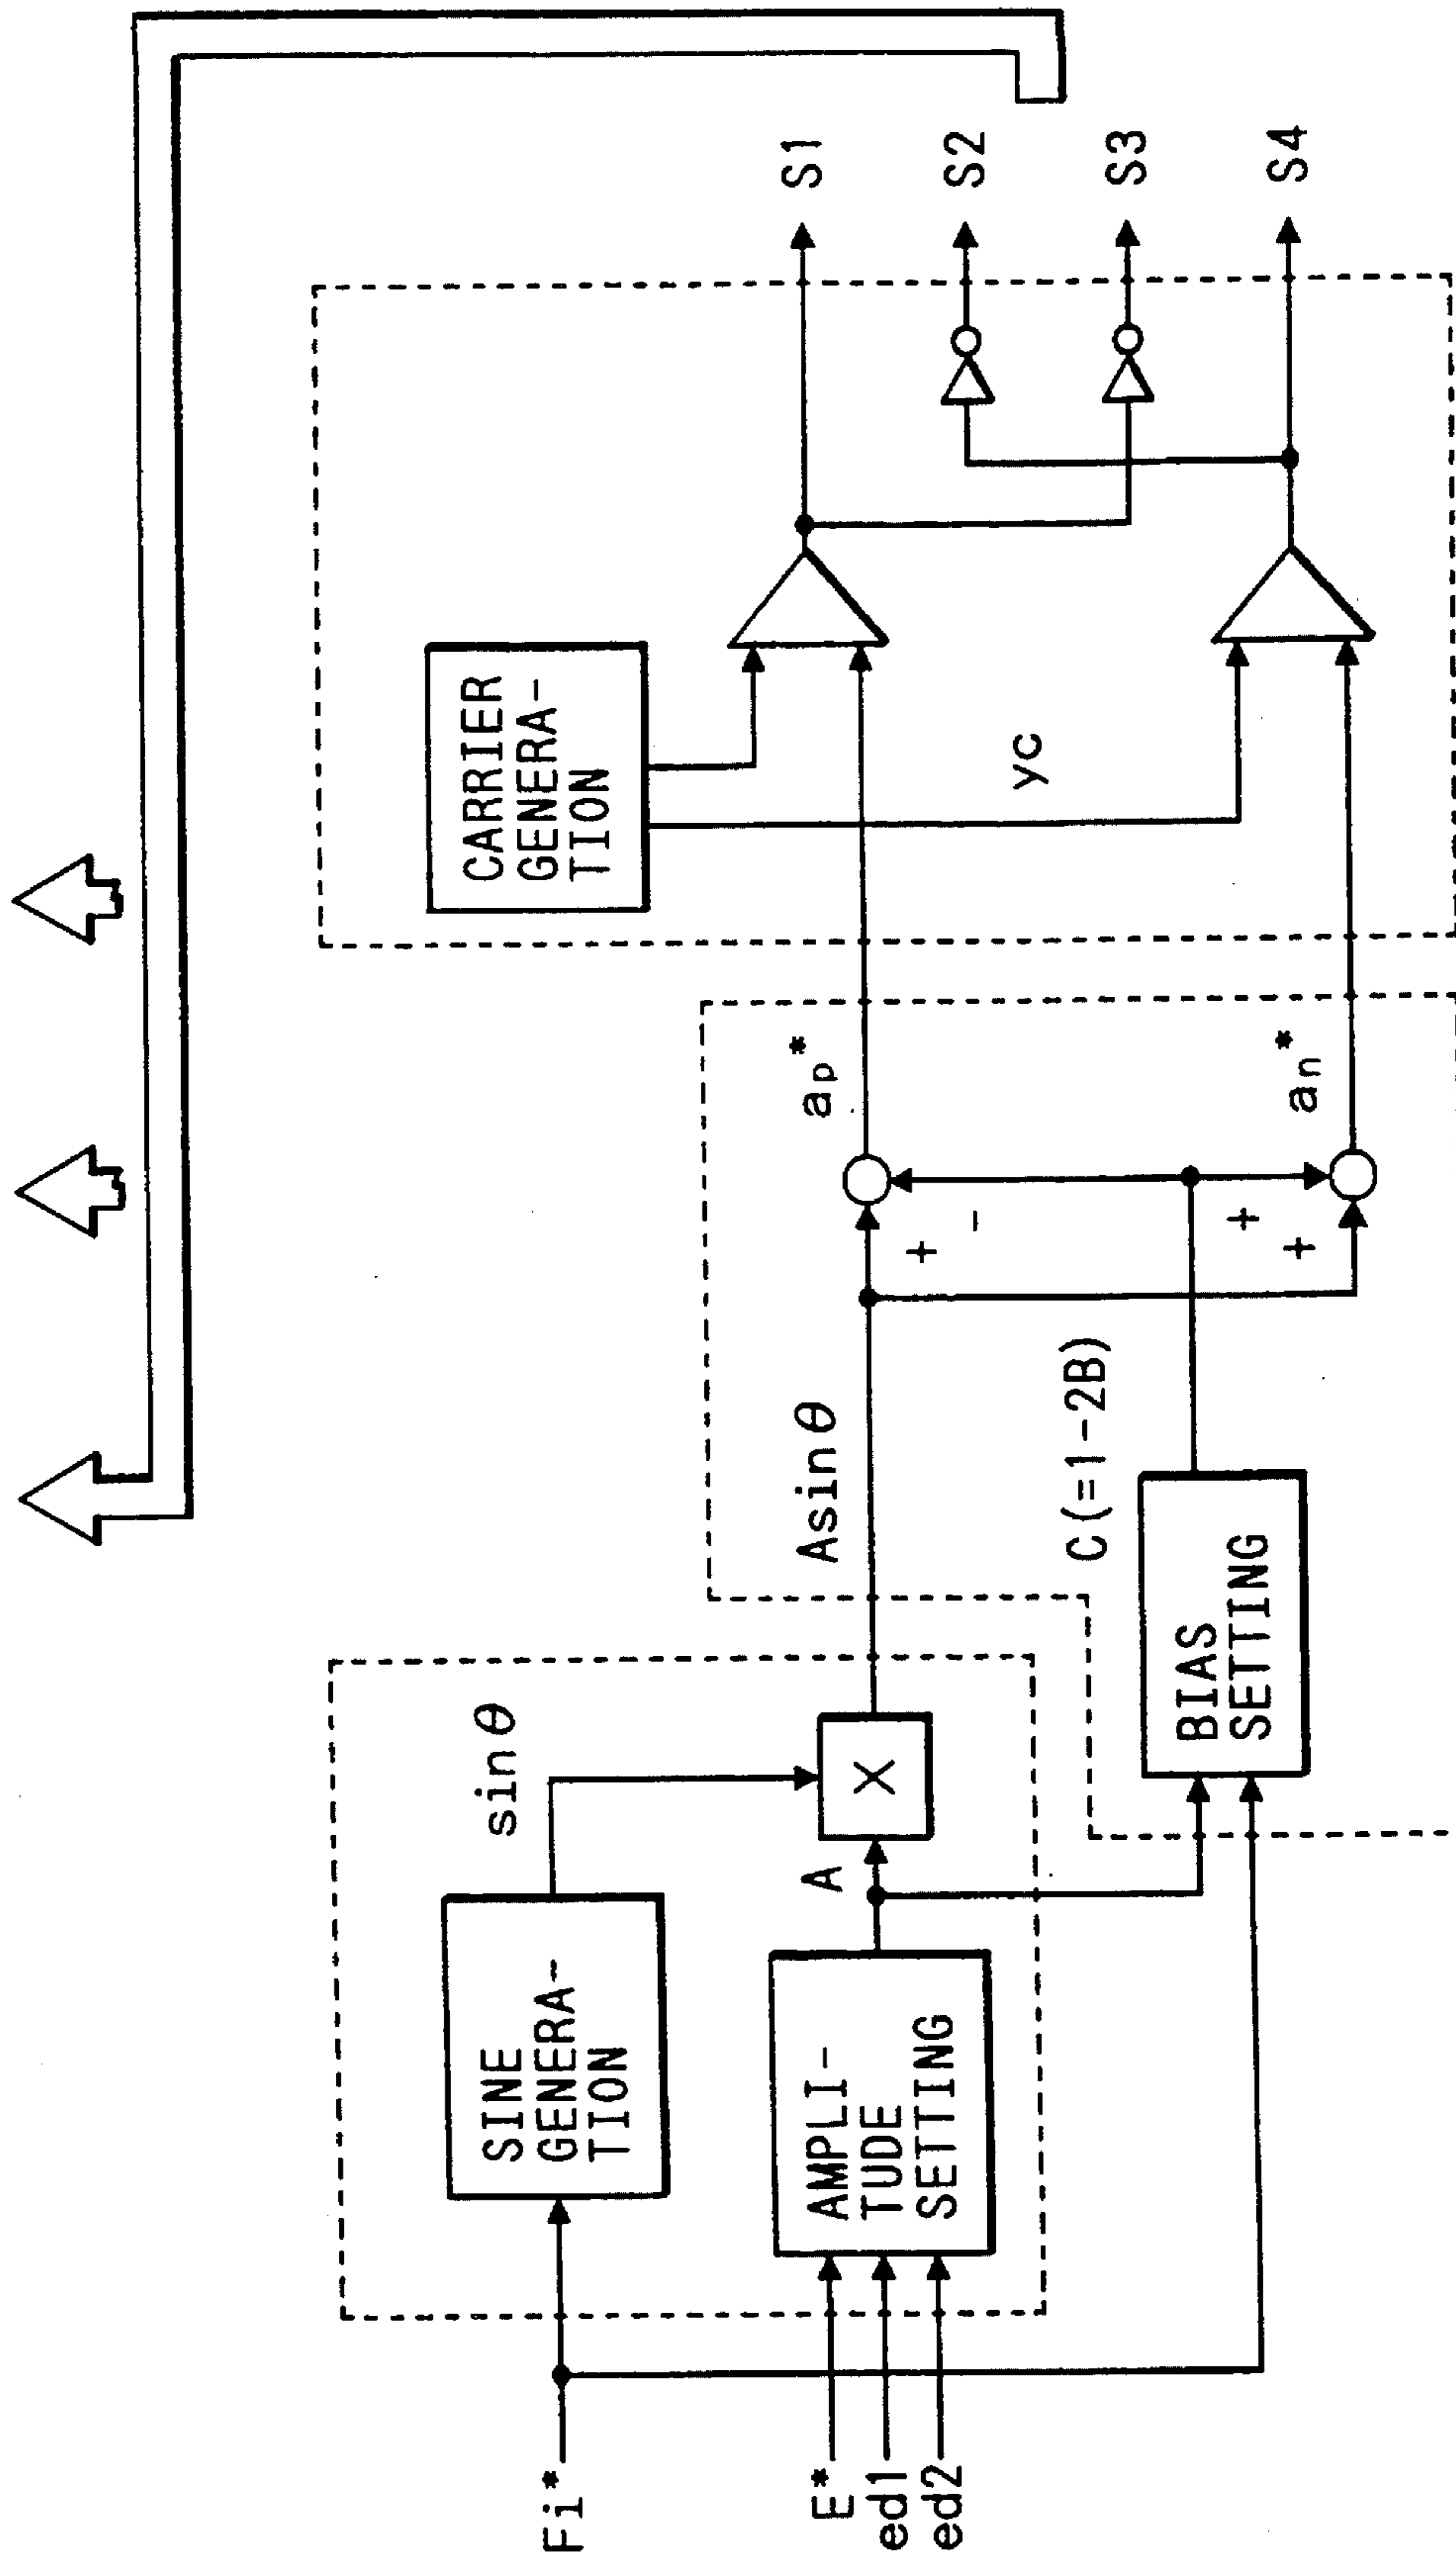 Fi*
E*
ed1
ed2
SINE
GENERA-
TION
AMPLI-
TUDE
SETTING
sinθ
A
X
BIAS
SETTING
Asinθ
C(=1-2B)
+
-
+
+
ap*
an*
CARRIER
GENERA-
TION
yc
S1
S2
S3
S4